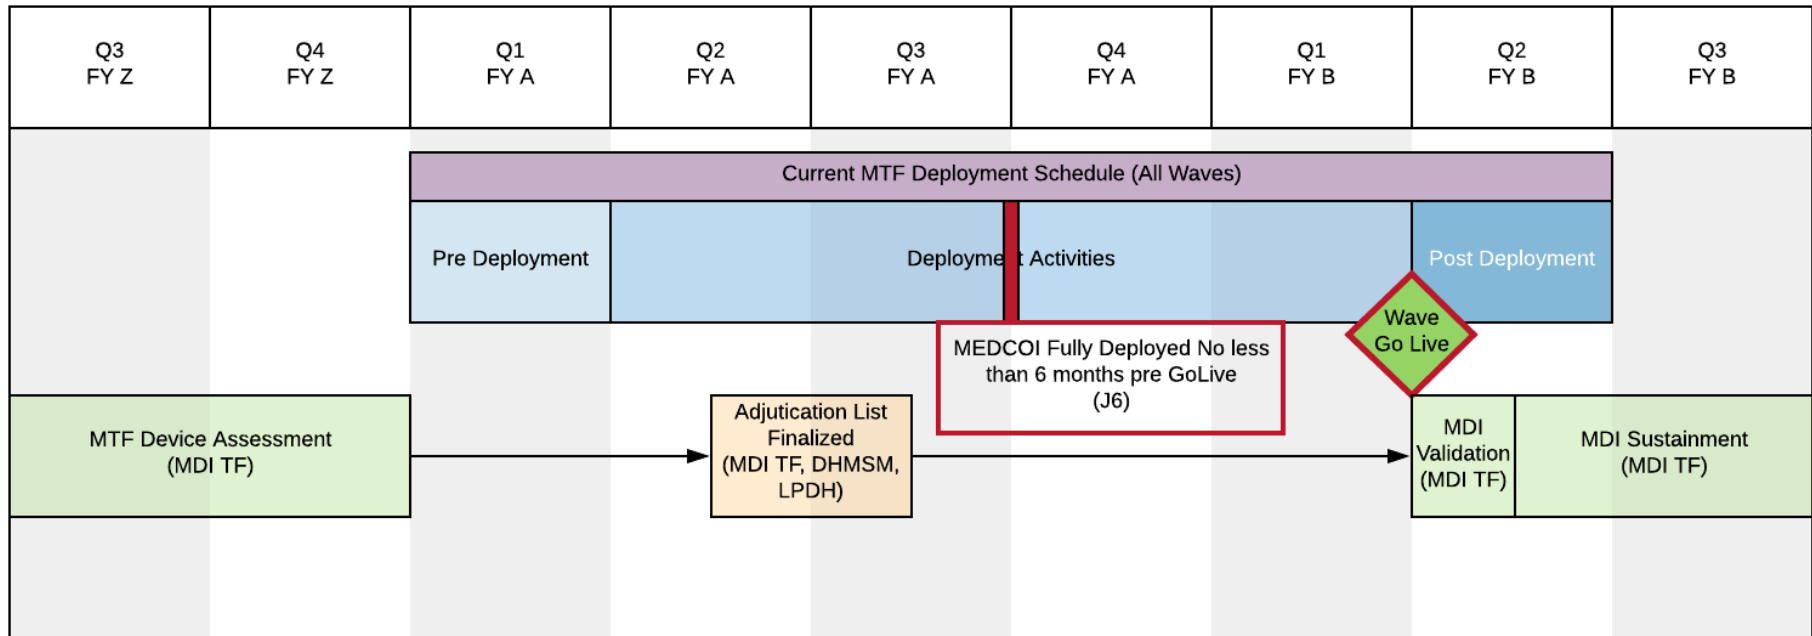 Q3
FY Z
Q4
FY Z
Q1
FY A
Q2
FY A
Q3
FY A
Q4
FY A
Q1
FY B
Q2
FY B
Q3
FY B
Current MTF Deployment Schedule (All Waves)
Pre Deployment
Deployment Activities
Post Deployment
Wave
Go Live
MEDCOI Fully Deployed No less
than 6 months pre GoLive
(J6)
MTF Device Assessment
(MDI TF)
Adjutication List
Finalized
(MDI TF, DHMSM,
LPDH)
MDI
Validation
(MDI TF)
MDI Sustainment
(MDI TF)